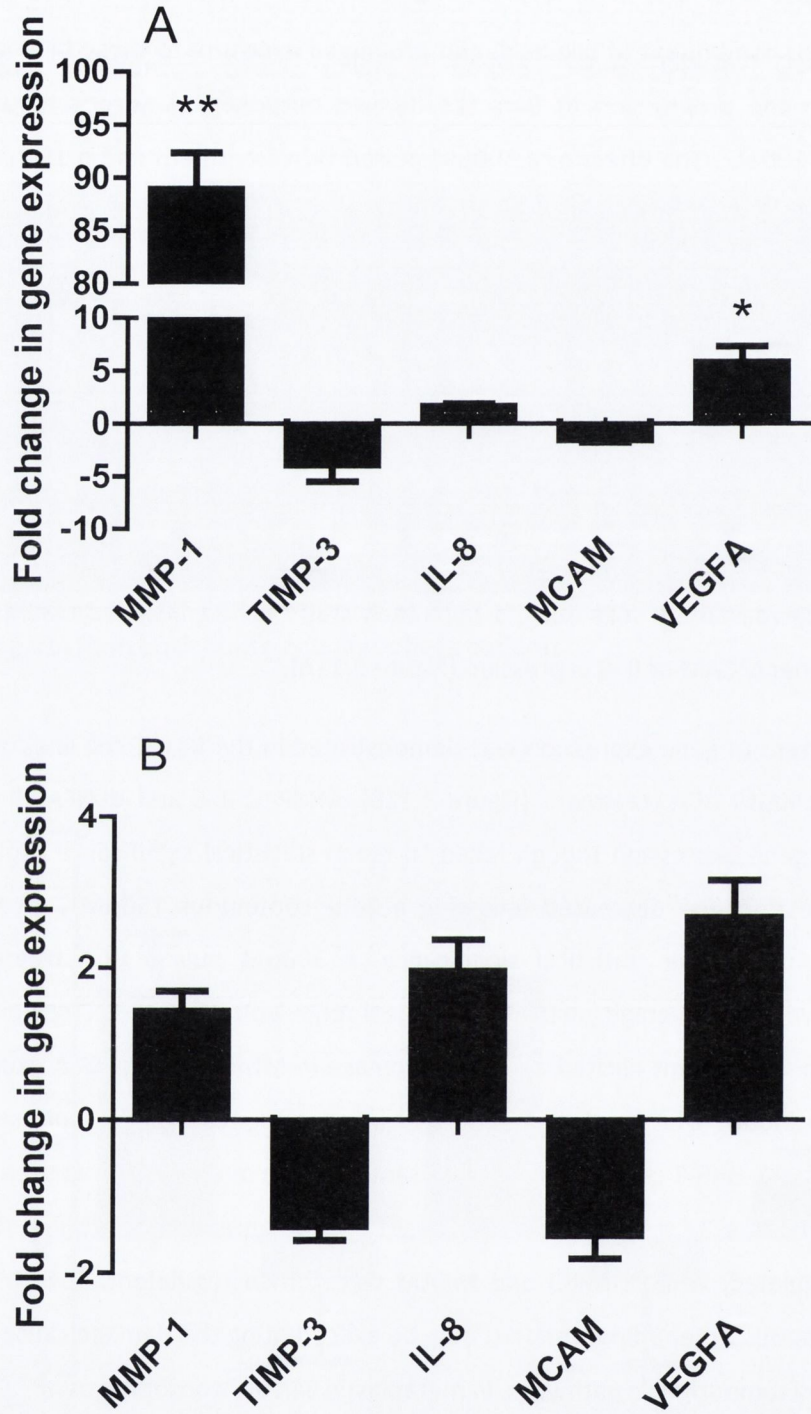 A
Fold change in gene expression
100
95
90
85
80
10
5
0
-5
-10
**
*
MMP-1
TIMP-3
IL-8
MCAM
VEGFA
B
Fold change in gene expression
4
2
0
-2
MMP-1
TIMP-3
IL-8
MCAM
VEGFA